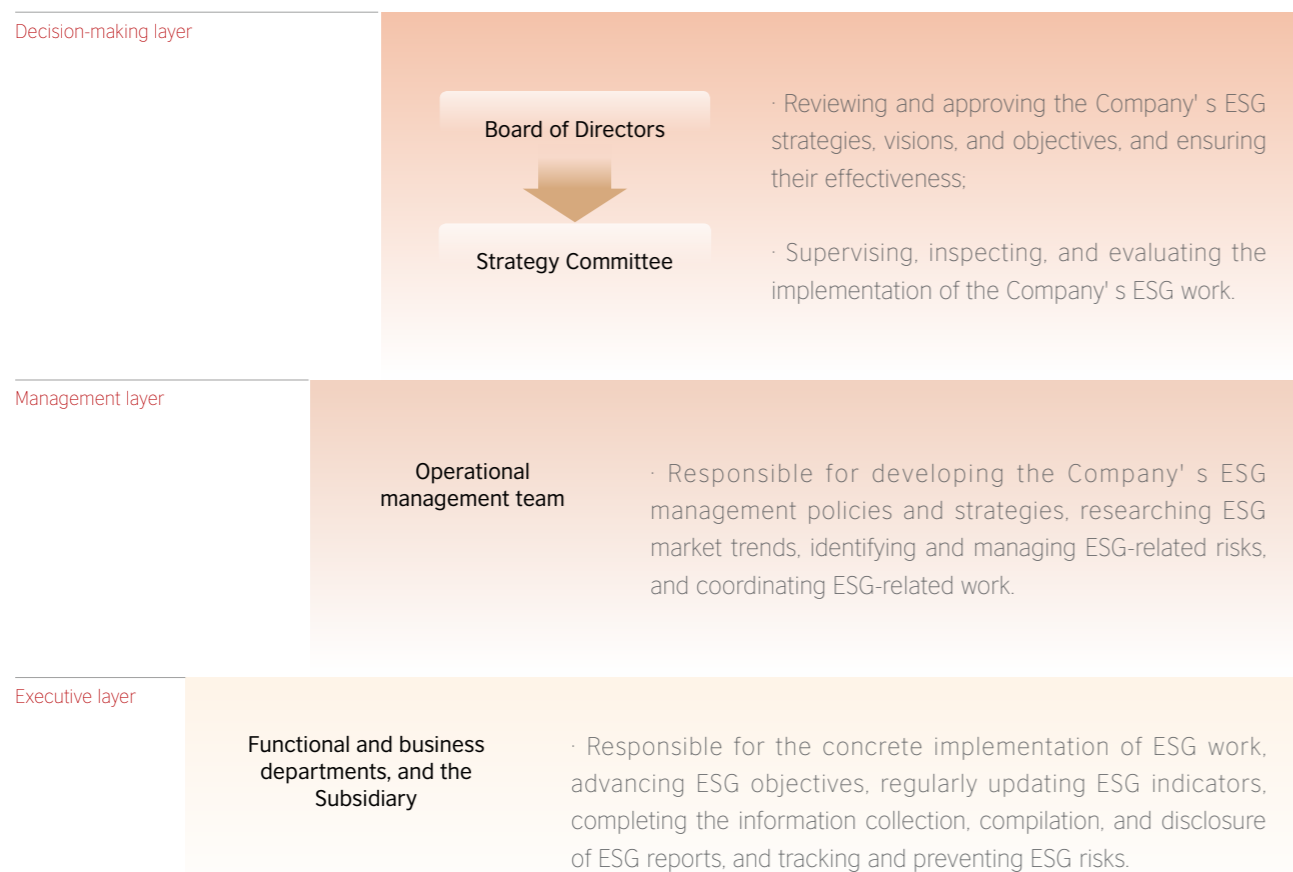 Decision-making layer
Board of Directors
Strategy Committee
· Reviewing and approving the Company' s ESG
strategies, visions, and objectives, and ensuring
their effectiveness;
· Supervising, inspecting, and evaluating the
implementation of the Company' s ESG work.
Management layer
Operational
management team
· Responsible for developing the Company' s ESG
management policies and strategies, researching ESG
market trends, identifying and managing ESG-related risks,
and coordinating ESG-related work.
Executive layer
Functional and business
departments, and the
Subsidiary
· Responsible for the concrete implementation of ESG work,
advancing ESG objectives, regularly updating ESG indicators,
completing the information collection, compilation, and disclosure
of ESG reports, and tracking and preventing ESG risks.